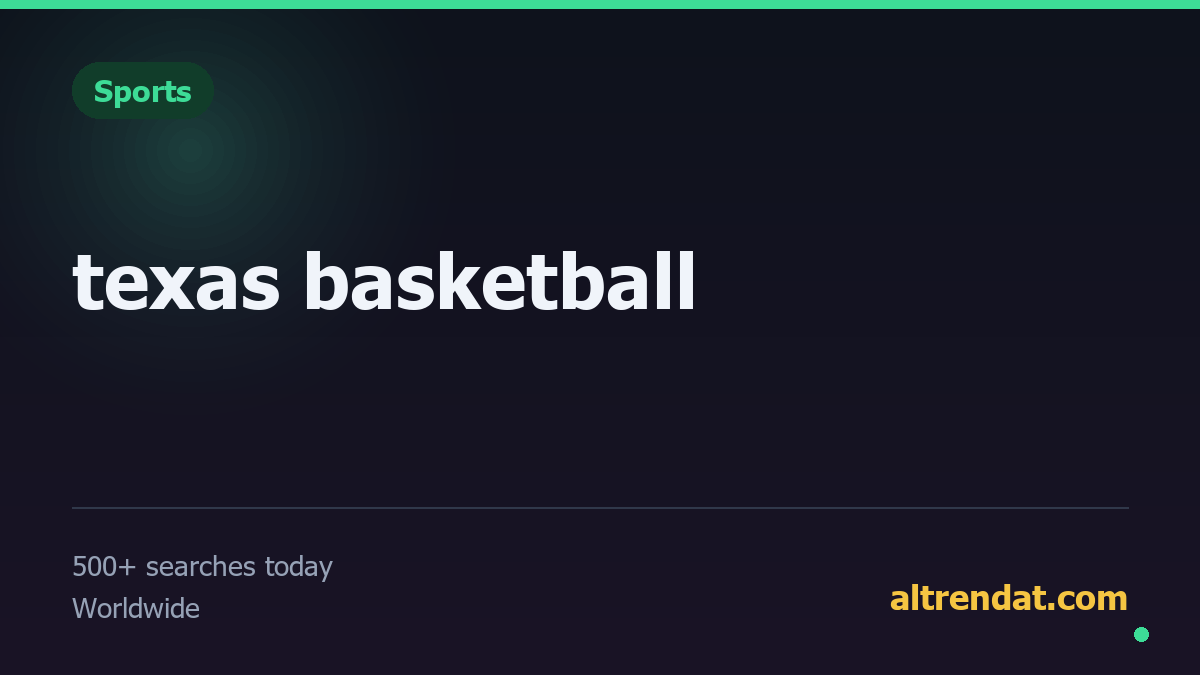 Sports
texas basketball
500+ searches today
Worldwide
altrendat.com